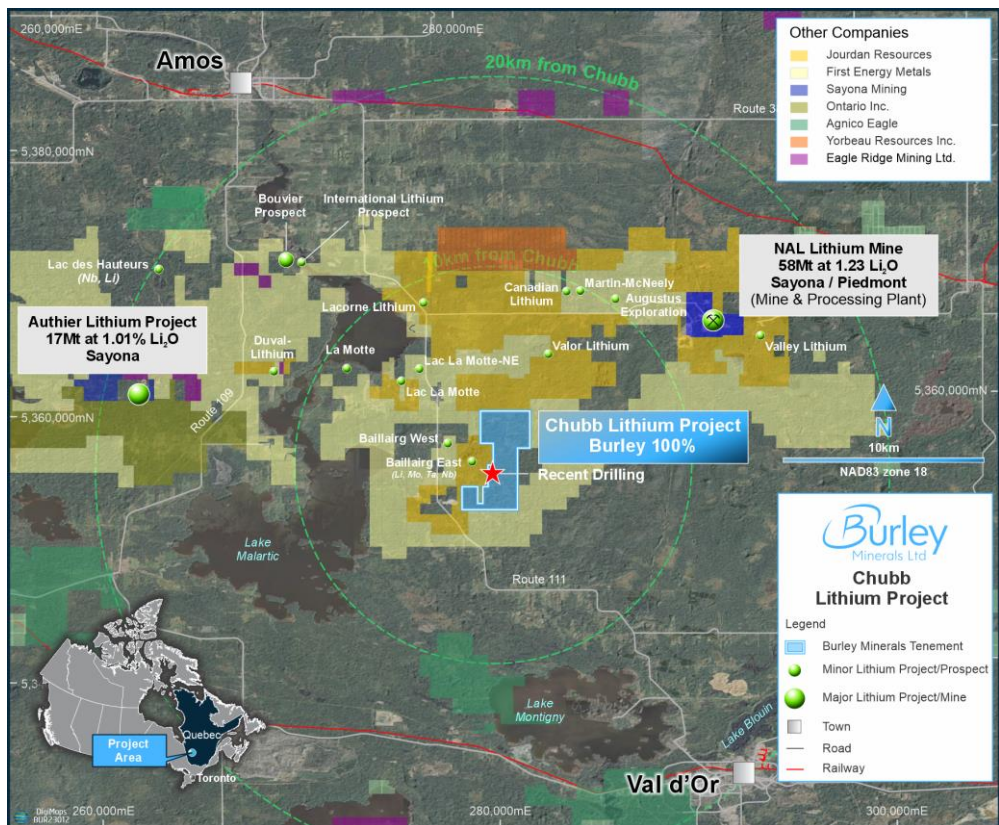 260,000mE
280,000mE
Amos
20km from Chubb
Route 3
5,380,000mN
Other Companies
Jourdan Resources
First Energy Metals
Sayona Mining
Ontario Inc.
Agnico Eagle
Yorbeau Resources Inc.
Eagle Ridge Mining Ltd.
Bouvier
Prospect
International Lithium
Prospect
Lac des Hauteurs
(Nb, Li)
km from Chubb
Canadian
Lithium
Martin-McNeely
Augustus
Exploration
NAL Lithium Mine
58Mt at 1.23 Li₂O
Sayona / Piedmont
(Mine & Processing Plant)
Lacorne Lithium
Authier Lithium Project
17Mt at 1.01% Li₂O
Sayona
Duval-
Lithium
La Motte
Lac La Motte-NE
Lac La Motte
Valor Lithium
Valley Lithium
5,360,000mN
5,360,000mN
Route 109
N
10km
NAD83 zone 18
Chubb Lithium Project
Burley 100%
Baillairg West
Baillairg East
(Li, Mo, Ta, Nb)
Recent Drilling
Lake
Malartic
Route 111
Burley
Minerals Ltd
Chubb
Lithium Project
Legend
Burley Minerals Tenement
Minor Lithium Project/Prospect
Major Lithium Project/Mine
Town
Road
Railway
5,3
Lake
Montigny
Lake Blouin
Val d'Or
Quebec
Project
Area
Toronto
DigMaps
BUR23012
260,000mE
280,000mE
300,000mE